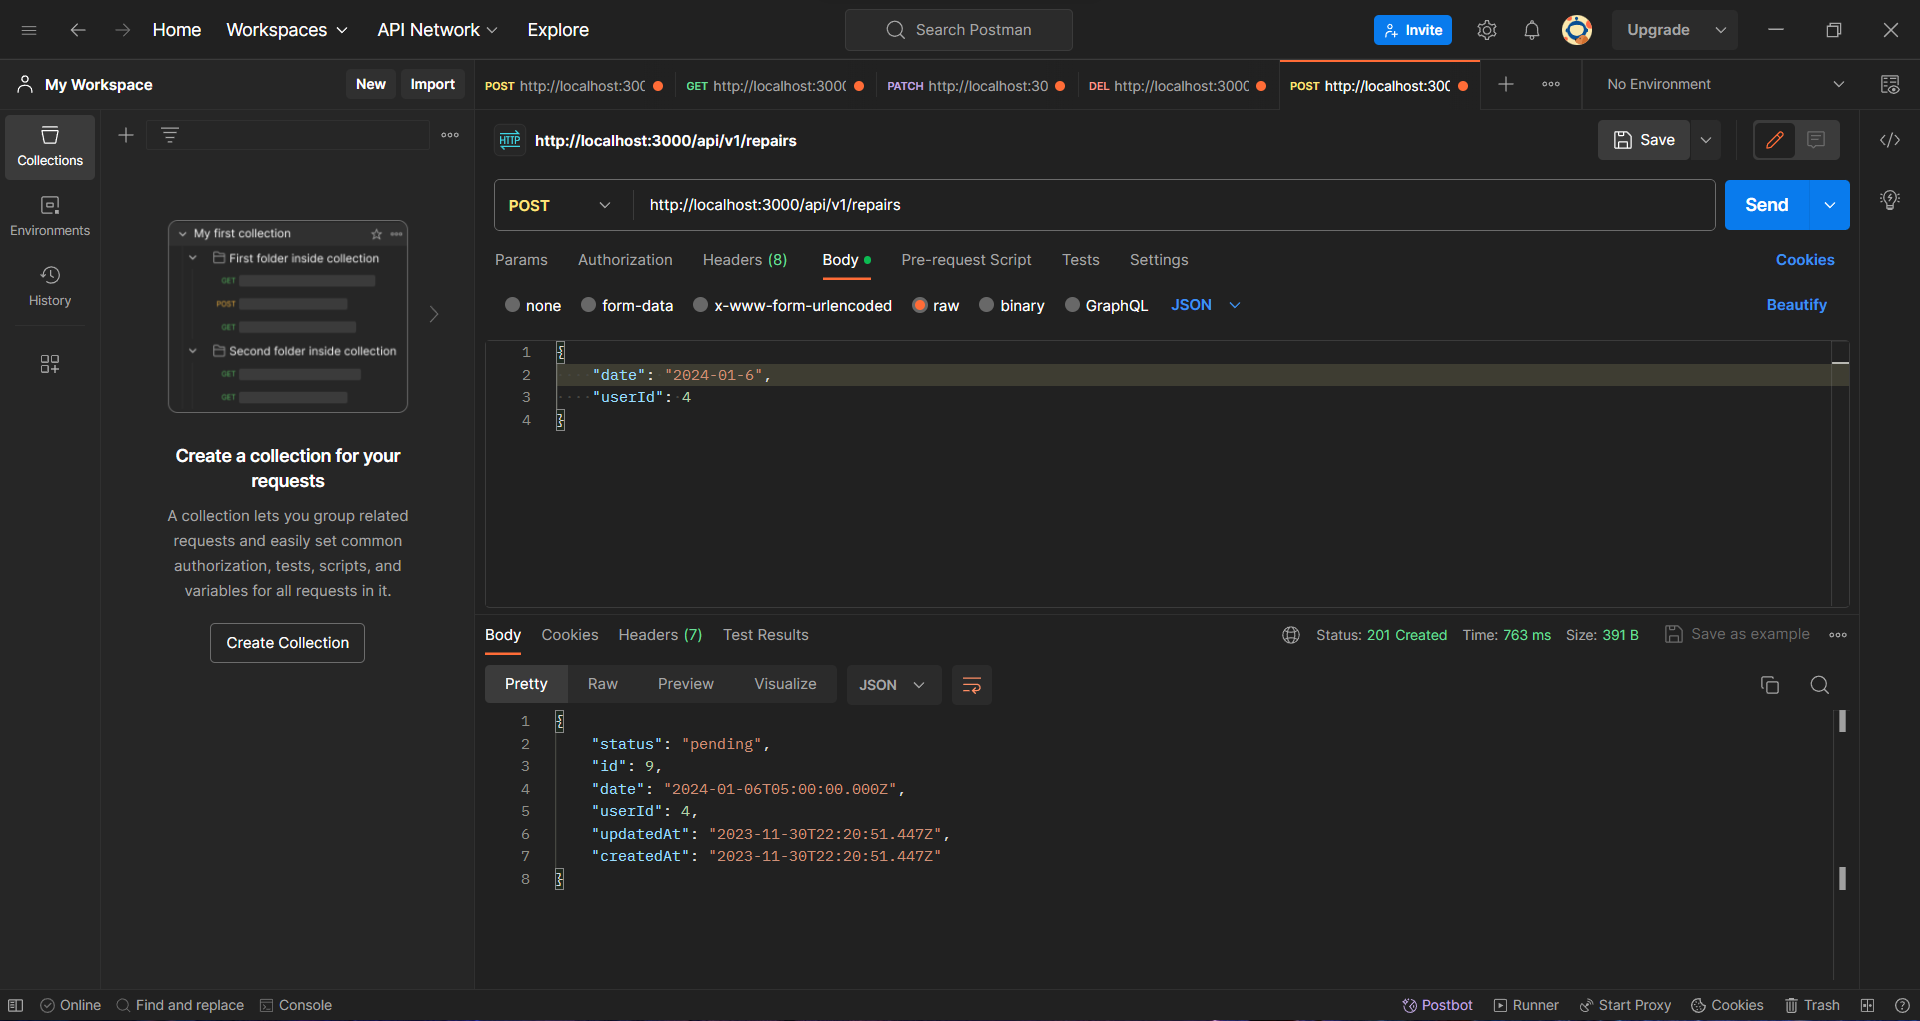 Home Workspaces API Network Explore Search Postman Invite Upgrade
My Workspace New Import POST http://localhost:300 GET http://localhost:3000 PATCH http://localhost:30 DEL http://localhost:3000 POST http://localhost:300 No Environment
Collections
Environments
History
My first collection
First folder inside collection
GET
POST
GET
Second folder inside collection
GET
GET
Create a collection for your
requests
A collection lets you group related
requests and easily set common
authorization, tests, scripts, and
variables for all requests in it.
Create Collection
HTTP http://localhost:3000/api/v1/repairs Save
POST http://localhost:3000/api/v1/repairs Send
Params Authorization Headers (8) Body Pre-request Script Tests Settings Cookies
none form-data x-www-form-urlencoded raw binary GraphQL JSON Beautify
1 {
2 "date": "2024-01-6",
3 "userId": 4
4 }
Body Cookies Headers (7) Test Results Status: 201 Created Time: 763 ms Size: 391 B Save as example
Pretty Raw Preview Visualize JSON
1 {
2 "status": "pending",
3 "id": 9,
4 "date": "2024-01-06T05:00:00.000Z",
5 "userId": 4,
6 "updatedAt": "2023-11-30T22:20:51.447Z",
7 "createdAt": "2023-11-30T22:20:51.447Z"
8 }
Online Find and replace Console Postbot Runner Start Proxy Cookies Trash